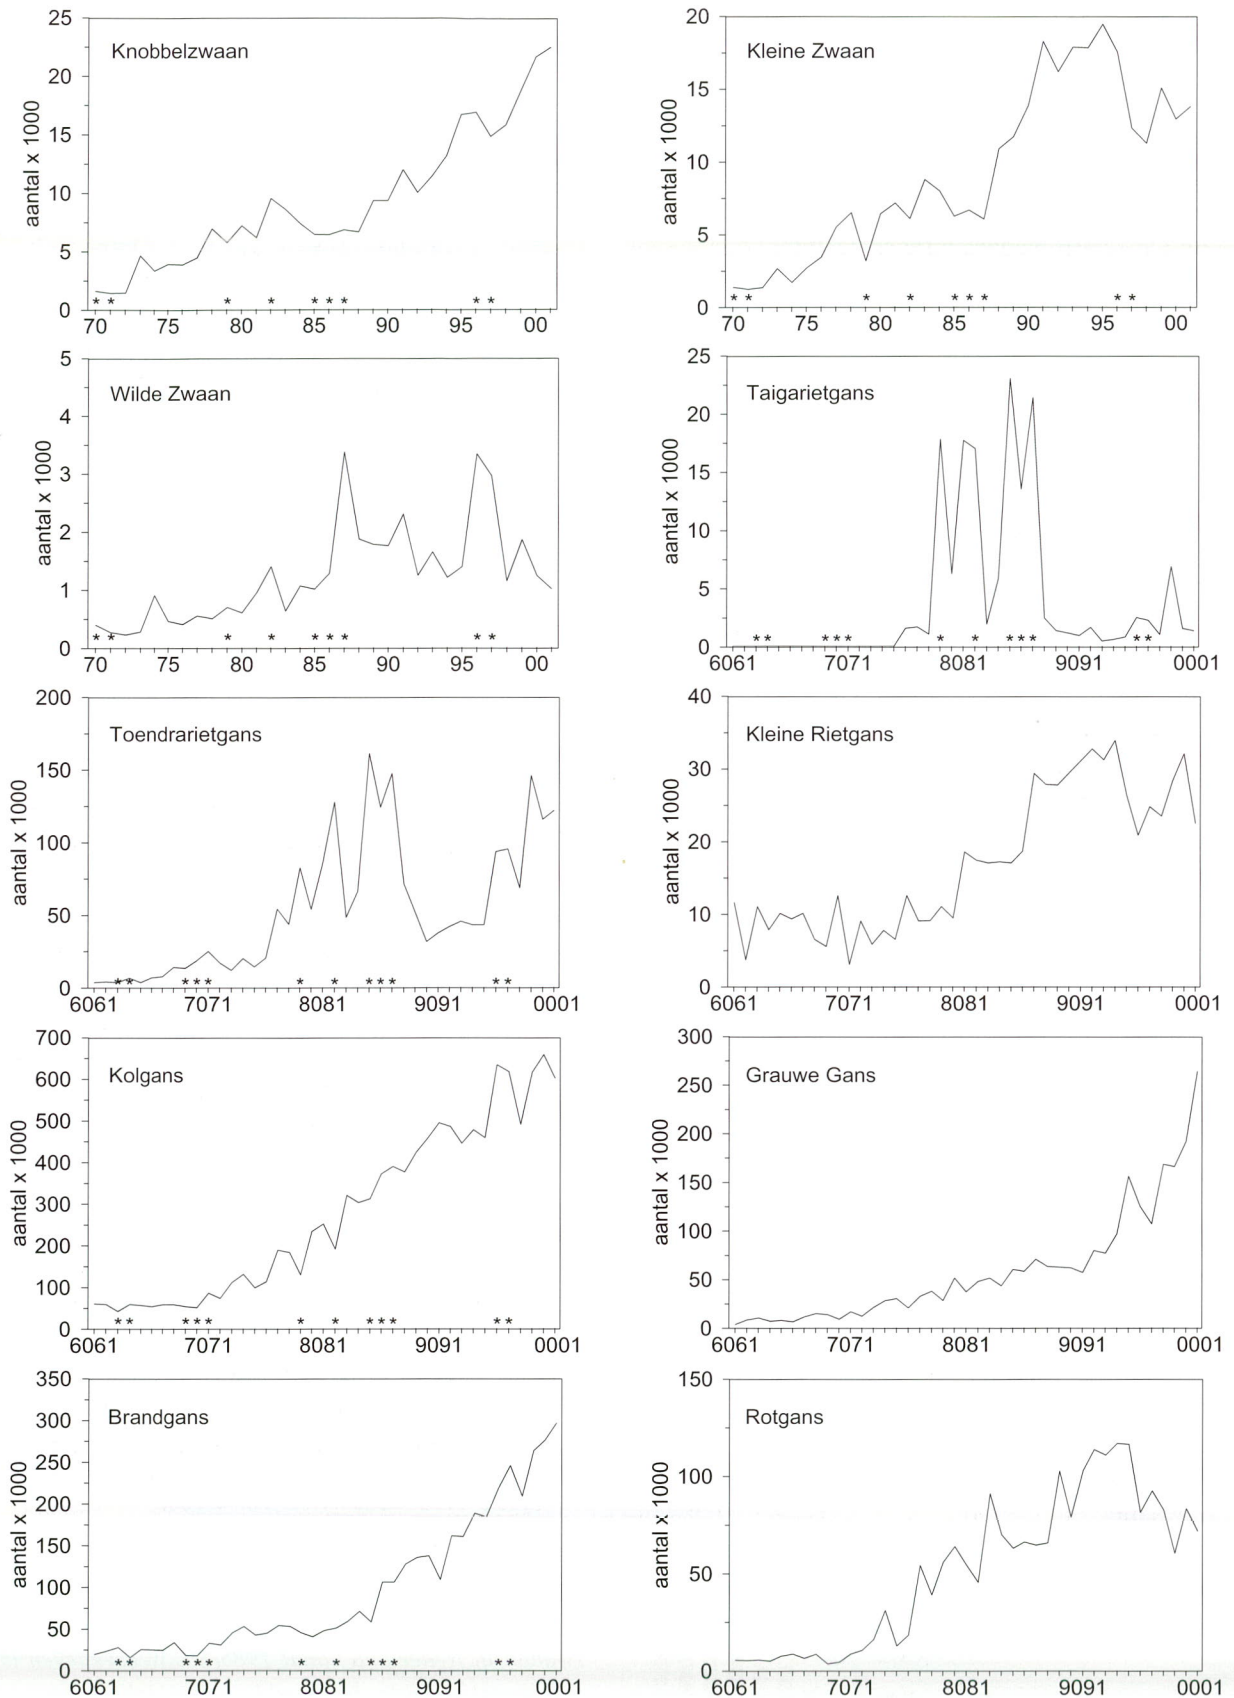 Knobbelzwaan
aantal x 1000
25
20
15
10
5
0
70 75 80 85 90 95 00
Kleine Zwaan
aantal x 1000
20
15
10
5
0
70 75 80 85 90 95 00
Wilde Zwaan
aantal x 1000
5
4
3
2
1
0
70 75 80 85 90 95 00
Taigarietgans
aantal x 1000
25
20
15
10
5
0
6061 7071 8081 9091 0001
Toendrarietgans
aantal x 1000
200
150
100
50
0
6061 7071 8081 9091 0001
Kleine Rietgans
aantal x 1000
40
30
20
10
0
6061 7071 8081 9091 0001
Kolgans
aantal x 1000
700
600
500
400
300
200
100
0
6061 7071 8081 9091 0001
Grauwe Gans
aantal x 1000
300
250
200
150
100
50
0
6061 7071 8081 9091 0001
Brandgans
aantal x 1000
350
300
250
200
150
100
50
0
6061 7071 8081 9091 0001
Rotgans
aantal x 1000
150
100
50
0
6061 7071 8081 9091 0001